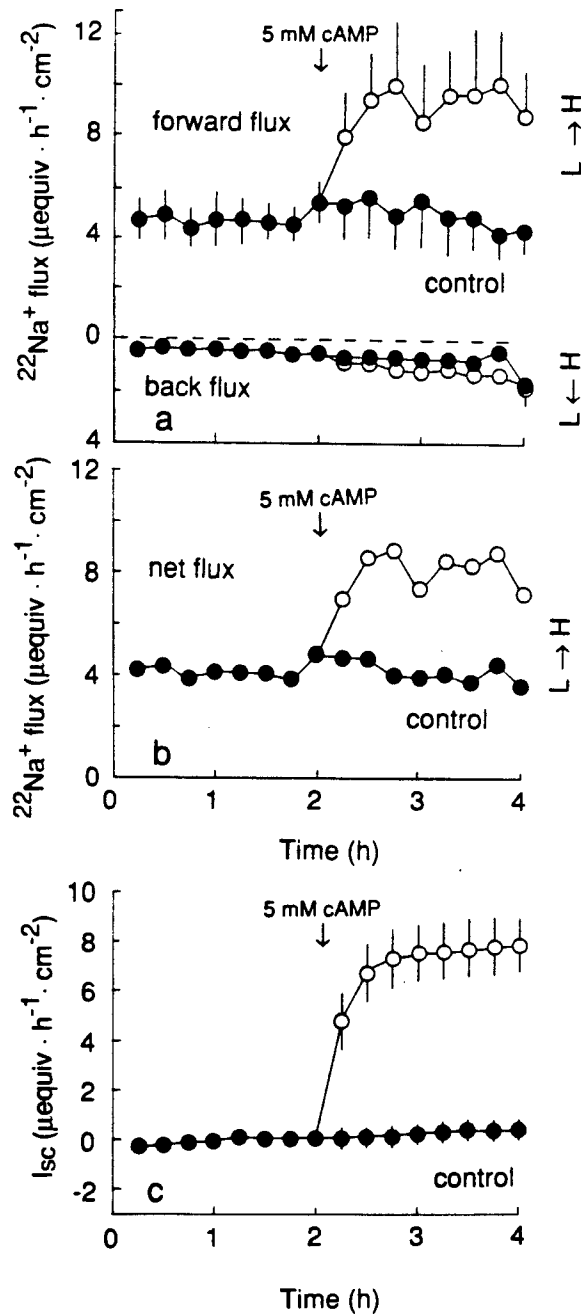 5 mM cAMP
↓
12
8
4
0
4
²²Na⁺ flux (µequiv · h⁻¹ · cm⁻²)
forward flux
control
back flux
a
L → H
L ← H
12
8
4
0
²²Na⁺ flux (µequiv · h⁻¹ · cm⁻²)
5 mM cAMP
↓
net flux
control
b
L → H
0 1 2 3 4
Time (h)
10
8
6
4
2
0
-2
Isc (µequiv · h⁻¹ · cm⁻²)
5 mM cAMP
↓
control
c
0 1 2 3 4
Time (h)